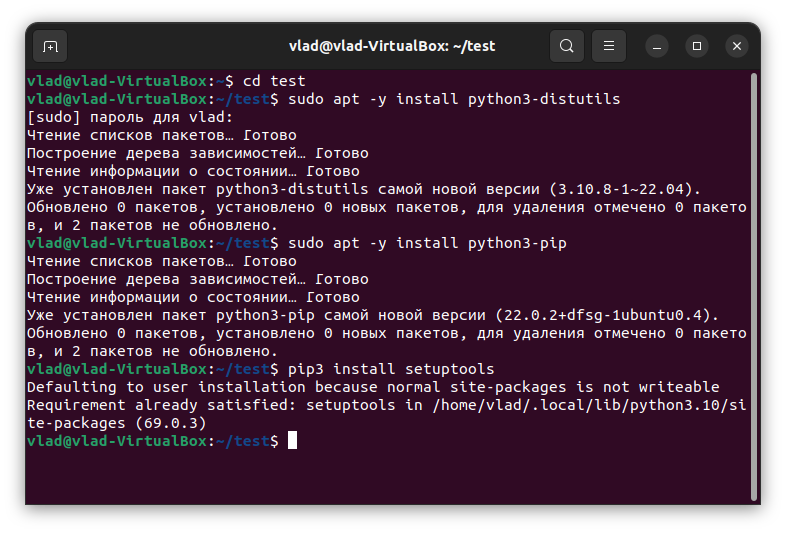 vlad@vlad-VirtualBox: ~/test
vlad@vlad-VirtualBox:~$ cd test
vlad@vlad-VirtualBox:~/test$ sudo apt -y install python3-distutils
[sudo] пароль для vlad:
Чтение списков пакетов… Готово
Построение дерева зависимостей… Готово
Чтение информации о состоянии… Готово
Уже установлен пакет python3-distutils самой новой версии (3.10.8-1~22.04).
Обновлено 0 пакетов, установлено 0 новых пакетов, для удаления отмечено 0 пакето
в, и 2 пакетов не обновлено.
vlad@vlad-VirtualBox:~/test$ sudo apt -y install python3-pip
Чтение списков пакетов… Готово
Построение дерева зависимостей… Готово
Чтение информации о состоянии… Готово
Уже установлен пакет python3-pip самой новой версии (22.0.2+dfsg-1ubuntu0.4).
Обновлено 0 пакетов, установлено 0 новых пакетов, для удаления отмечено 0 пакето
в, и 2 пакетов не обновлено.
vlad@vlad-VirtualBox:~/test$ pip3 install setuptools
Defaulting to user installation because normal site-packages is not writeable
Requirement already satisfied: setuptools in /home/vlad/.local/lib/python3.10/si
te-packages (69.0.3)
vlad@vlad-VirtualBox:~/test$